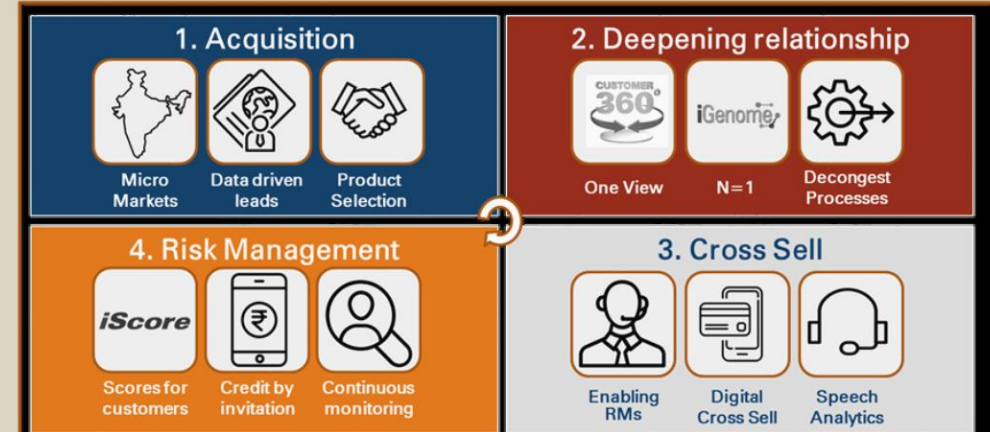 1. Acquisition
Micro
Markets
Data driven
leads
Product
Selection
2. Deepening relationship
CUSTOMER
360°
iGenome
One View
N=1
Decongest
Processes
4. Risk Management
iScore
₹
Scores for
customers
Credit by
invitation
Continuous
monitoring
3. Cross Sell
Enabling
RMs
Digital
Cross Sell
Speech
Analytics